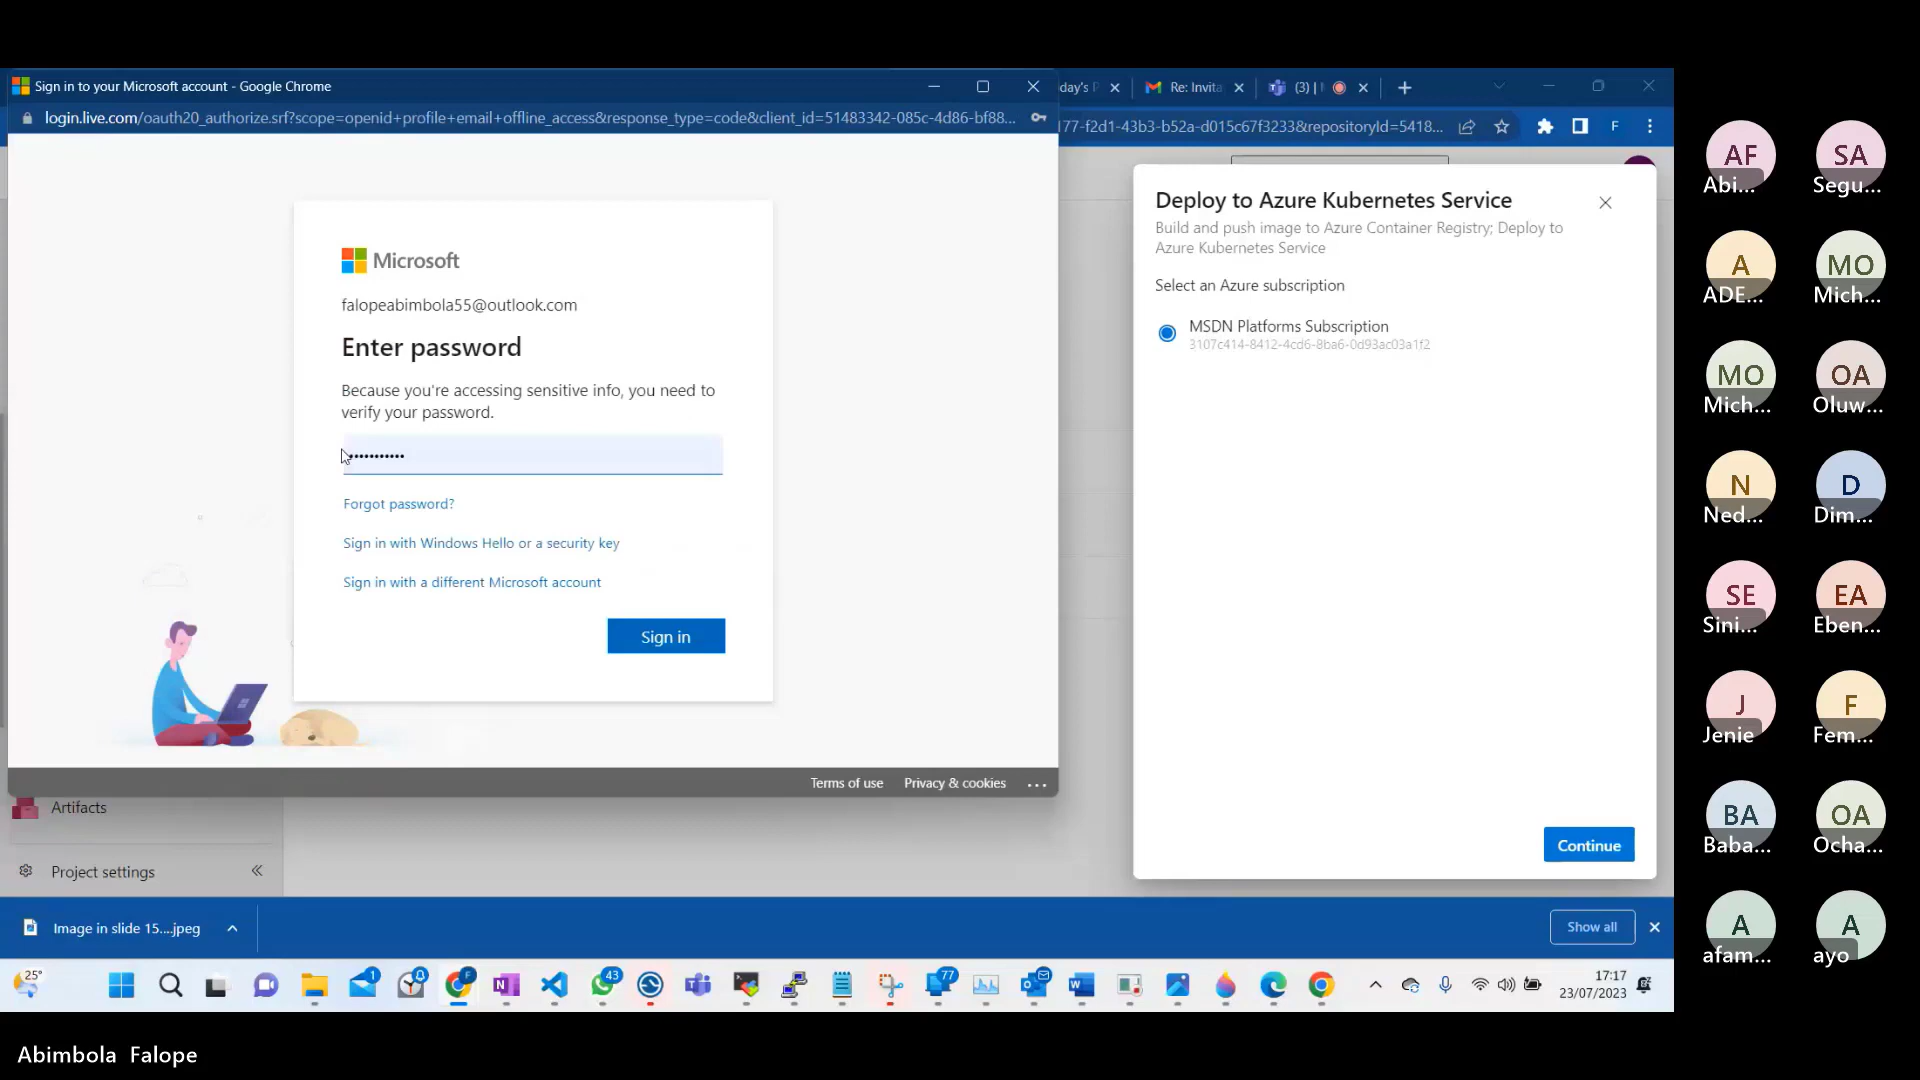 Sign in to your Microsoft account - Google Chrome
login.live.com/oauth20_authorize.srf?scope=openid+profile+email+offline_access&response_type=code&client_id=51483342-085c-4d86-bf88...
day's P
Re: Invita
(3) |
177-f2d1-43b3-b52a-d015c67f3233&repositoryId=5418...
F
Microsoft
falopeabimbola55@outlook.com
Enter password
Because you're accessing sensitive info, you need to
verify your password.
Forgot password?
Sign in with Windows Hello or a security key
Sign in with a different Microsoft account
Sign in
Terms of use
Privacy & cookies
...
Deploy to Azure Kubernetes Service
Build and push image to Azure Container Registry; Deploy to
Azure Kubernetes Service
Select an Azure subscription
MSDN Platforms Subscription
3107c414-8412-4cd6-8ba6-0d93ac03a1f2
Continue
Artifacts
Project settings
Image in slide 15....jpeg
Show all
25°
1
F
43
77
17:17
23/07/2023
AF
Abi...
SA
Segu...
A
ADE...
MO
Mich...
MO
Mich...
OA
Oluw...
N
Ned...
D
Dim...
SE
Sini...
EA
Eben...
J
Jenie
F
Fem...
BA
Baba...
OA
Ocha...
A
afam...
A
ayo
Abimbola Falope